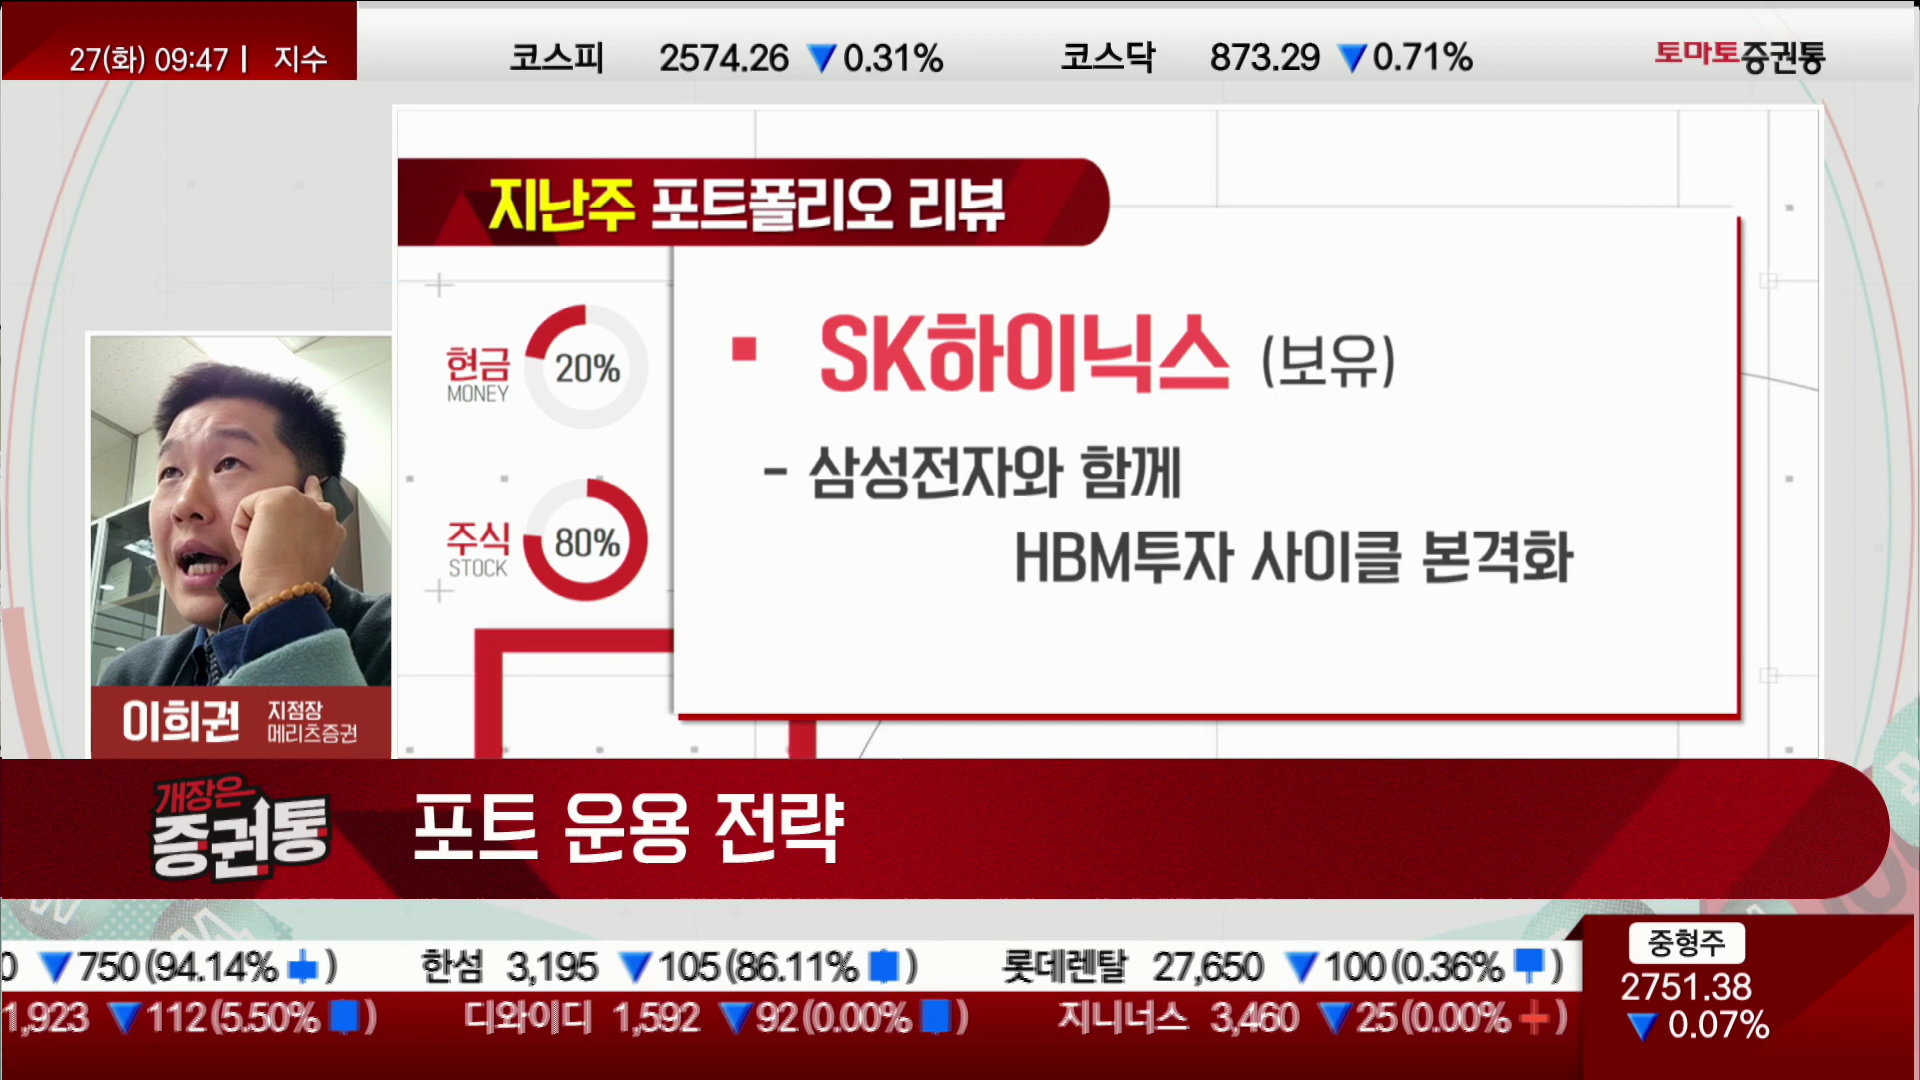 27(화) 09:47 | 지수 코스피 2574.26 ▼0.31% 코스닥 873.29 ▼0.71% 토마토증권통
지난주 포트폴리오 리뷰
현금
MONEY
20%
주식
STOCK
80%
▪ SK하이닉스 (보유)
- 삼성전자와 함께
HBM투자 사이클 본격화
이희권 지점장
메리츠증권
개장은
증권통
포트 운용 전략
0 ▼750(94.14% ) 한섬 3,195 ▼105(86.11% ) 롯데렌탈 27,650 ▼100(0.36% )
1,923 ▼112(5.50% ) 디와이디 1,592 ▼92(0.00% ) 지니너스 3,460 ▼25(0.00% )
중형주
2751.38
▼ 0.07%